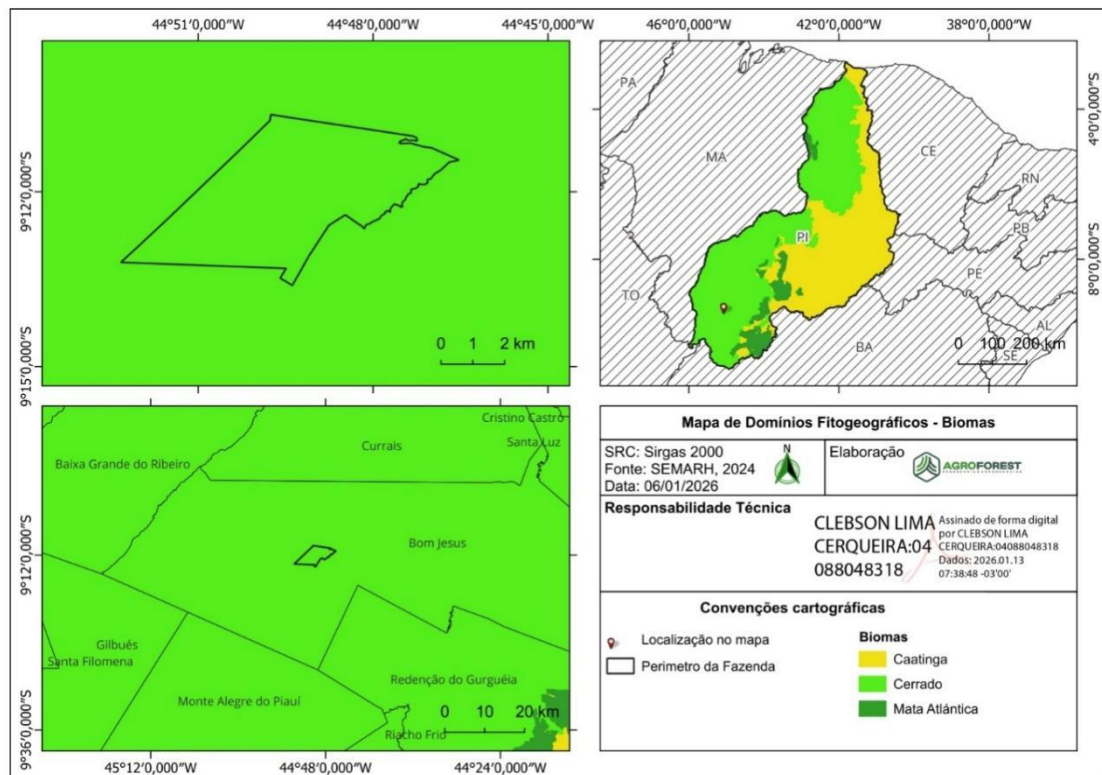 44°51'0,000"W 44°48'0,000"W 44°45'0,000"W
46°0'0,000"W 42°0'0,000"W 38°0'0,000"W
9°12'0,000"S
9°15'0,000"S
0 1 2 km
4°0'0,000"S
8°0'0,000"S
PA
MA
CE
RN
PB
PI
PE
TO
AL
BA
SE
0 100 200 km
Cristino Castro
Currais
Santa Luz
Baixa Grande do Ribeiro
Bom Jesus
9°12'0,000"S
Gilbués
Santa Filomena
Redenção do Gurguéia
Monte Alegre do Piauí
0 10 20 km
Riacho Frio
9°36'0,000"S
45°12'0,000"W 44°48'0,000"W 44°24'0,000"W
Mapa de Domínios Fitogeográficos - Biomas
SRC: Sirgas 2000
Fonte: SEMARH, 2024
Data: 06/01/2026
N
Elaboração
AGROFOREST
Responsabilidade Técnica
CLEBSON LIMA
CERQUEIRA:04
088048318
Assinado de forma digital
por CLEBSON LIMA
CERQUEIRA:04088048318
Dados: 2026.01.13
07:38:48 -03'00'
Convenções cartográficas
Localização no mapa
Perimetro da Fazenda
Biomas
Caatinga
Cerrado
Mata Atlântica